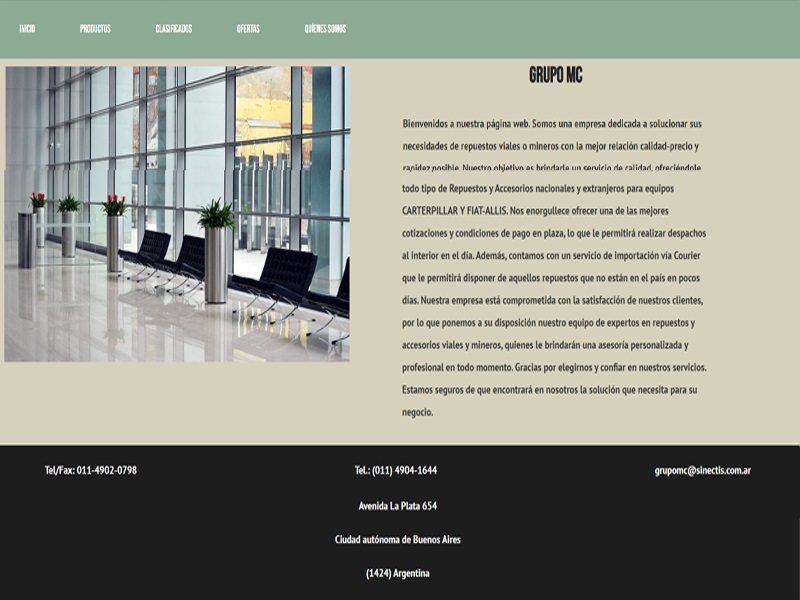 INICIO
PRODUCTOS
CLASIFICADOS
OFERTAS
QUÍENES SOMOS
GRUPO MC
Bienvenidos a nuestra página web. Somos una empresa dedicada a solucionar sus
necesidades de repuestos viales o mineros con la mejor relación calidad-precio y
rapidez posible. Nuestro objetivo es brindarle un servicio de calidad, ofreciéndole
todo tipo de Repuestos y Accesorios nacionales y extranjeros para equipos
CARTERPILLAR Y FIAT-ALLIS. Nos enorgullece ofrecer una de las mejores
cotizaciones y condiciones de pago en plaza, lo que le permitirá realizar despachos
al interior en el día. Además, contamos con un servicio de importación vía Courier
que le permitirá disponer de aquellos repuestos que no están en el país en pocos
días. Nuestra empresa está comprometida con la satisfacción de nuestros clientes,
por lo que ponemos a su disposición nuestro equipo de expertos en repuestos y
accesorios viales y mineros, quienes le brindarán una asesoría personalizada y
profesional en todo momento. Gracias por elegirnos y confiar en nuestros servicios.
Estamos seguros de que encontrará en nosotros la solución que necesita para su
negocio.
Tel/Fax: 011-4902-0798
Tel.: (011) 4904-1644
Avenida La Plata 654
Ciudad autónoma de Buenos Aires
(1424) Argentina
grupomc@sinectis.com.ar